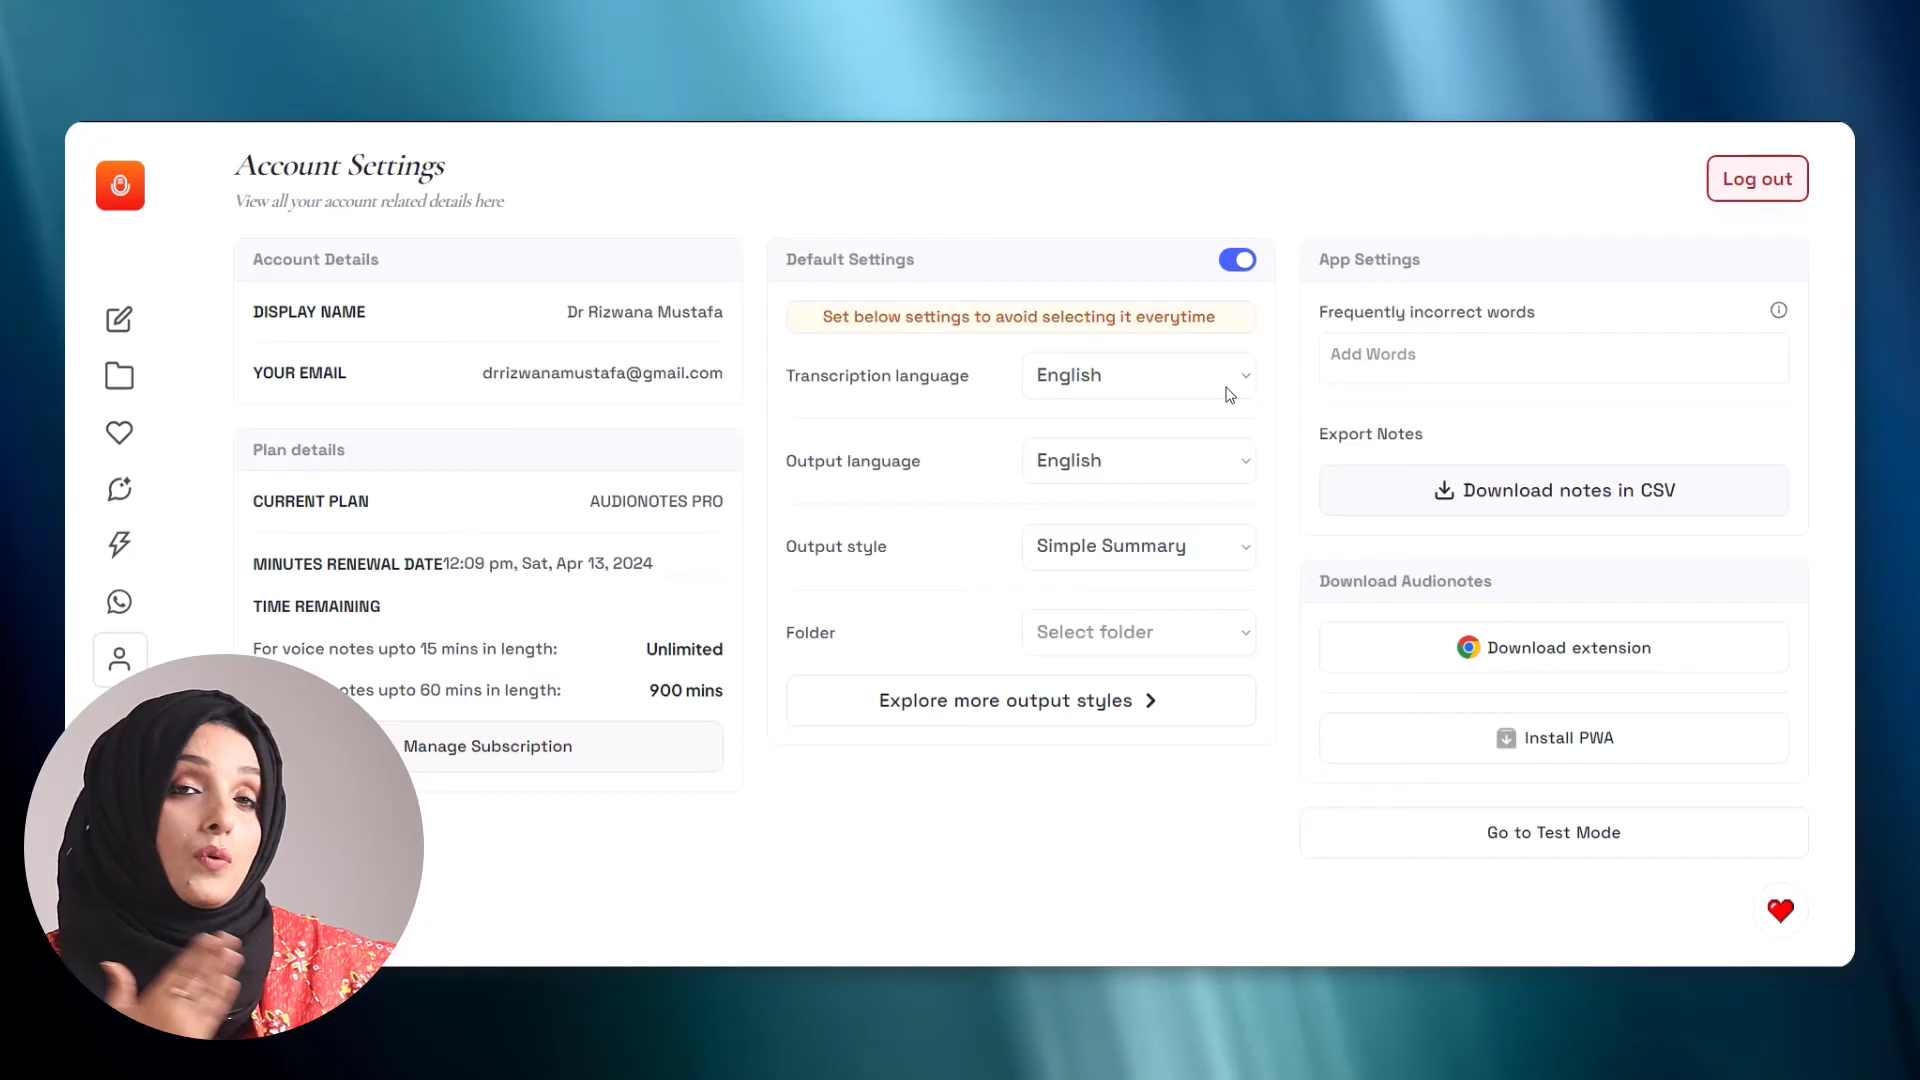 Account Settings
View all your account related details here
Log out
Account Details
DISPLAY NAME Dr Rizwana Mustafa
YOUR EMAIL drrizwanamustafa@gmail.com
Plan details
CURRENT PLAN AUDIONOTES PRO
MINUTES RENEWAL DATE12:09 pm, Sat, Apr 13, 2024
TIME REMAINING
For voice notes upto 15 mins in length: Unlimited
otes upto 60 mins in length: 900 mins
Manage Subscription
Default Settings
Set below settings to avoid selecting it everytime
Transcription language English
Output language English
Output style Simple Summary
Folder Select folder
Explore more output styles
App Settings
Frequently incorrect words
Add Words
Export Notes
Download notes in CSV
Download Audionotes
Download extension
Install PWA
Go to Test Mode